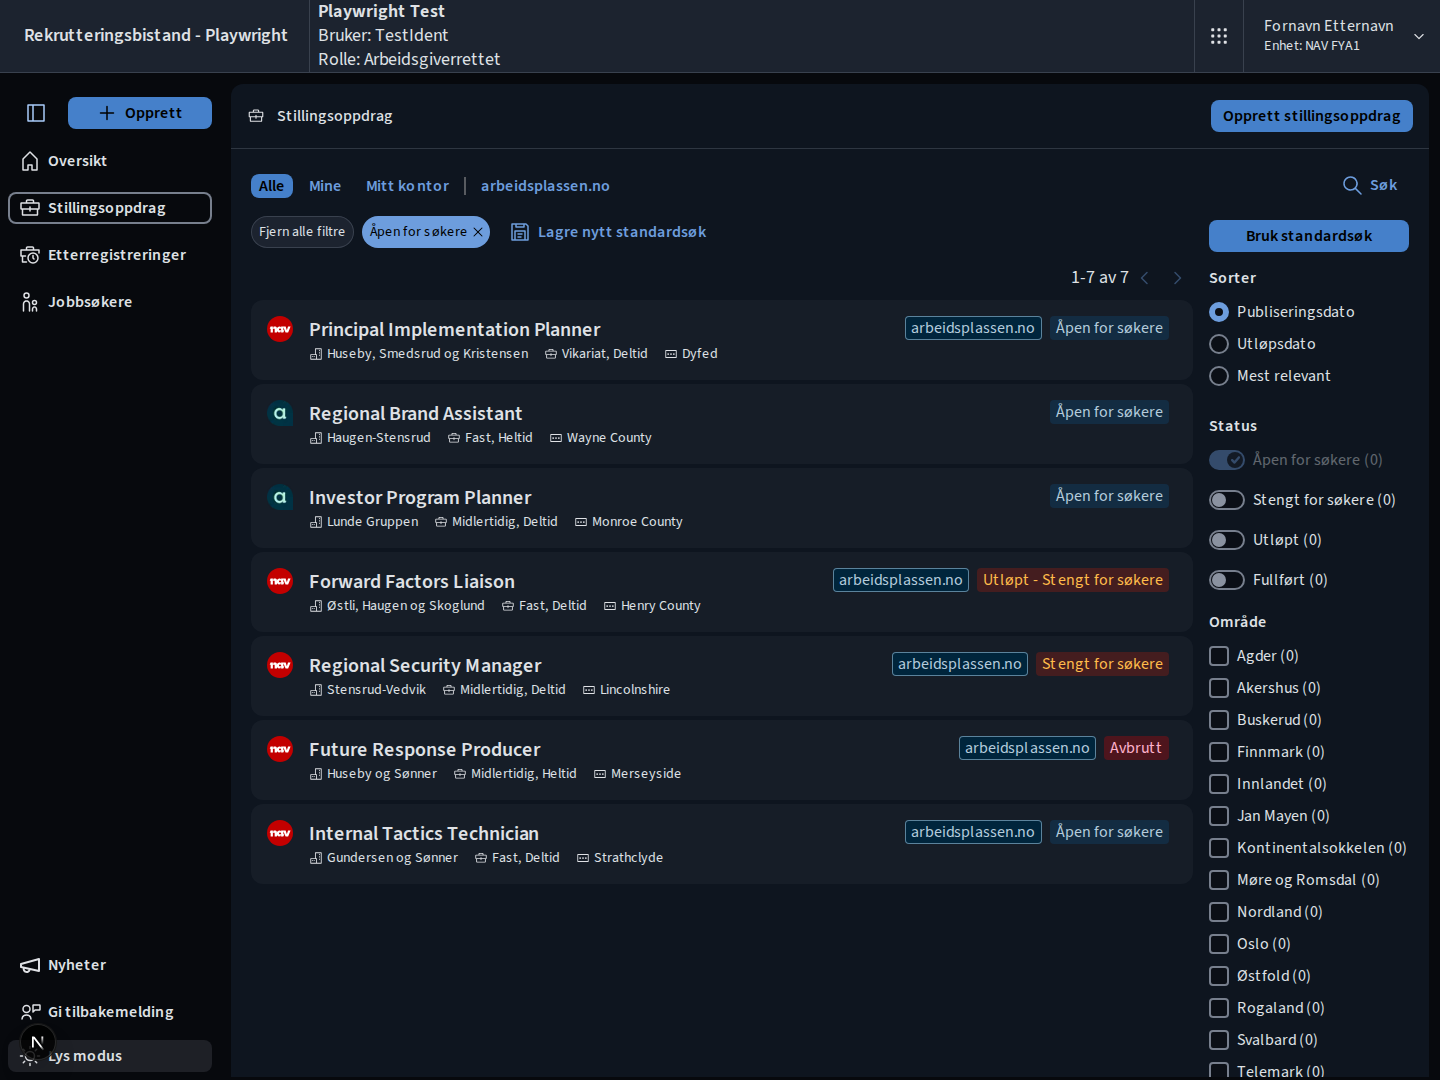 Rekrutteringsbistand - Playwright
Playwright Test
Bruker: TestIdent
Rolle: Arbeidsgiverrettet
Fornavn Etternavn
Enhet: NAV FYA1
Opprett
Oversikt
Stillingsoppdrag
Etterregistreringer
Jobbsøkere
Nyheter
Gi tilbakemelding
N
Lys modus
Stillingsoppdrag
Opprett stillingsoppdrag
Alle
Mine
Mitt kontor
arbeidsplassen.no
Søk
Fjern alle filtre
Åpen for søkere
Lagre nytt standardsøk
1-7 av 7
nav
Principal Implementation Planner
arbeidsplassen.no
Åpen for søkere
Huseby, Smedsrud og Kristensen
Vikariat, Deltid
Dyfed
a
Regional Brand Assistant
Åpen for søkere
Haugen-Stensrud
Fast, Heltid
Wayne County
a
Investor Program Planner
Åpen for søkere
Lunde Gruppen
Midlertidig, Deltid
Monroe County
nav
Forward Factors Liaison
arbeidsplassen.no
Utløpt - Stengt for søkere
Østli, Haugen og Skoglund
Fast, Deltid
Henry County
nav
Regional Security Manager
arbeidsplassen.no
Stengt for søkere
Stensrud-Vedvik
Midlertidig, Deltid
Lincolnshire
nav
Future Response Producer
arbeidsplassen.no
Avbrutt
Huseby og Sønner
Midlertidig, Heltid
Merseyside
nav
Internal Tactics Technician
arbeidsplassen.no
Åpen for søkere
Gundersen og Sønner
Fast, Deltid
Strathclyde
Bruk standardsøk
Sorter
Publiseringsdato
Utløpsdato
Mest relevant
Status
Åpen for søkere (0)
Stengt for søkere (0)
Utløpt (0)
Fullført (0)
Område
Agder (0)
Akershus (0)
Buskerud (0)
Finnmark (0)
Innlandet (0)
Jan Mayen (0)
Kontinentalsokkelen (0)
Møre og Romsdal (0)
Nordland (0)
Oslo (0)
Østfold (0)
Rogaland (0)
Svalbard (0)
Telemark (0)